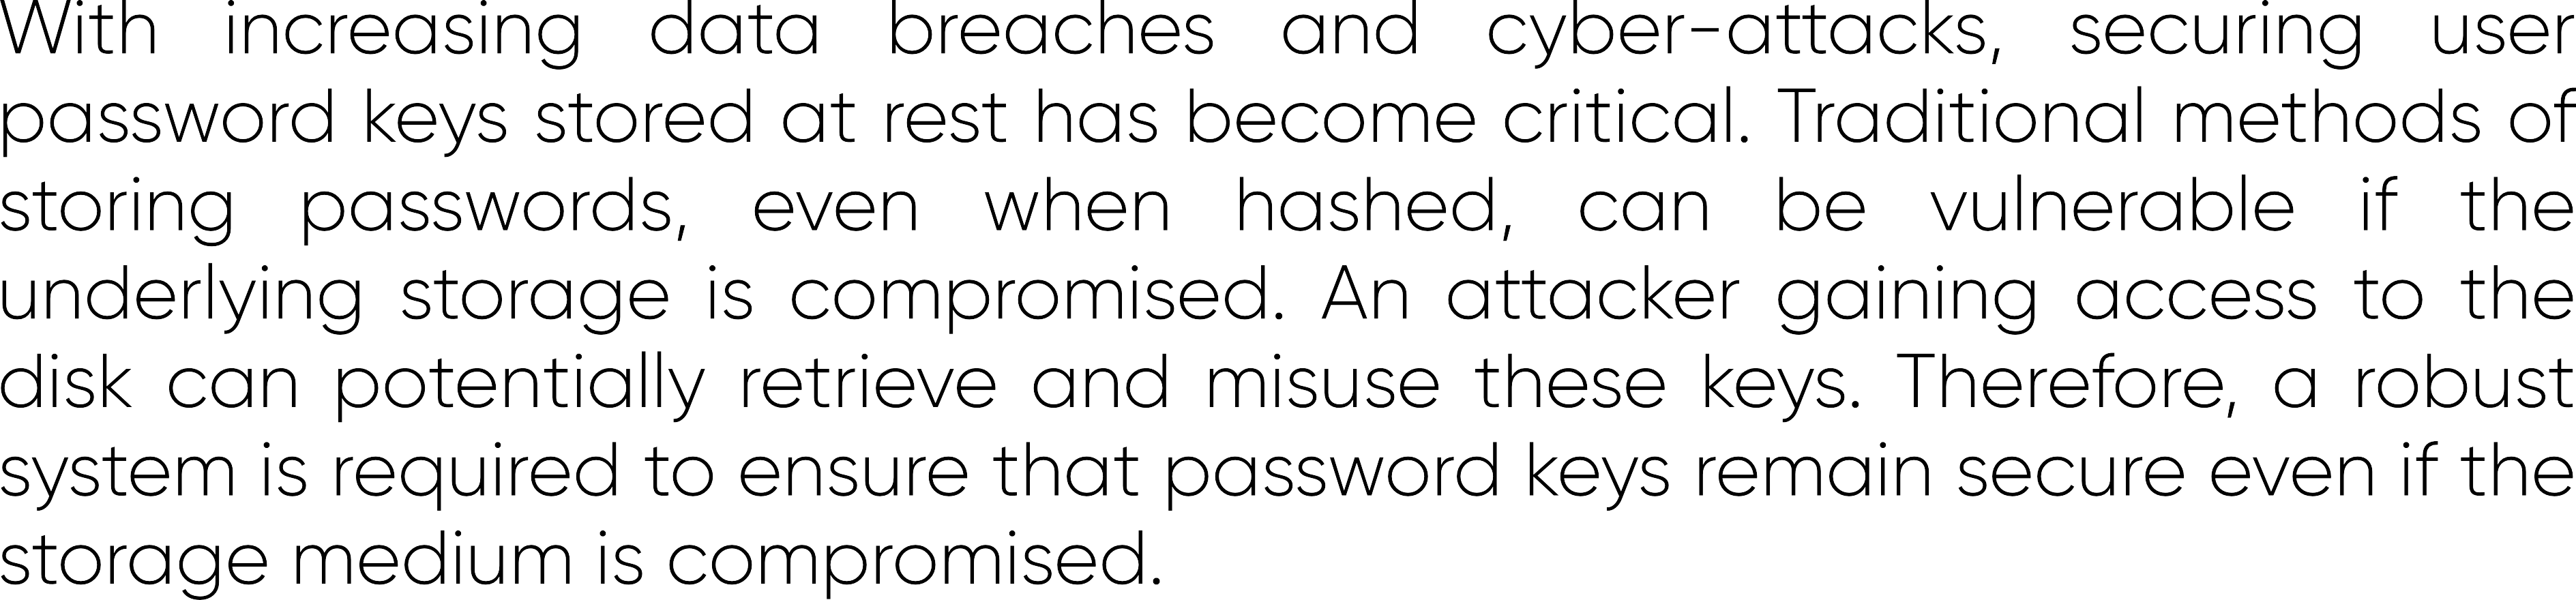 With increasing data breaches and cyber-attacks, securing user
password keys stored at rest has become critical. Traditional methods of
storing passwords, even when hashed, can be vulnerable if the
underlying storage is compromised. An attacker gaining access to the
disk can potentially retrieve and misuse these keys. Therefore, a robust
system is required to ensure that password keys remain secure even if the
storage medium is compromised.